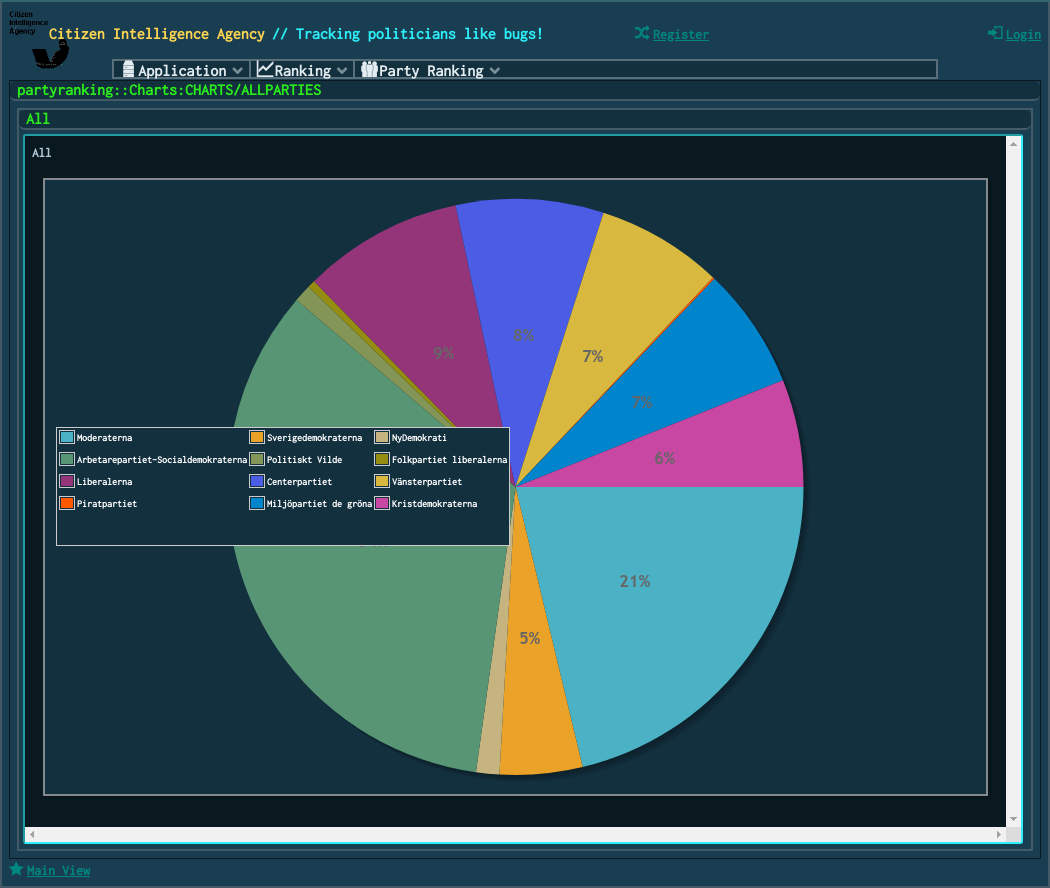 Citizen
Intelligence
Agency
Citizen Intelligence Agency // Tracking politicians like bugs!
Register
Login
Application
Ranking
Party Ranking
partyranking::Charts:CHARTS/ALLPARTIES
All
All
9%
8%
7%
7%
6%
21%
5%
Moderaterna
Sverigedemokraterna
NyDemokrati
Arbetarepartiet-Socialdemokraterna
Politiskt Vilde
Folkpartiet liberalerna
Liberalerna
Centerpartiet
Vänsterpartiet
Piratpartiet
Miljöpartiet de gröna
Kristdemokraterna
Main View